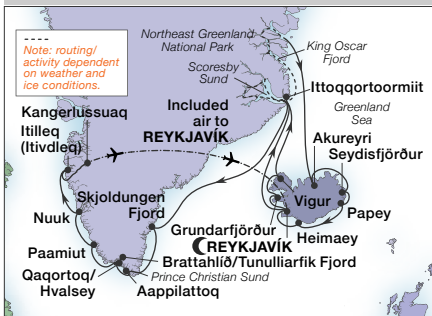 Note: routing/
activity dependent
on weather and
ice conditions.
Northeast Greenland
National Park
King Oscar
Fjord
Scoresby
Sund
Ittoqqortoormiit
Greenland
Sea
Kangerlussuaq
Itilleq
(Itivdleq)
Included
air to
REYKJAVÍK
Akureyri
Seydisfjörður
Skjoldungen
Fjord
Vigur
Papey
Nuuk
Grundarfjörður
REYKJAVÍK
Heimaey
Paamiut
Brattahlíð/Tunulliarfik Fjord
Qaqortoq/
Hvalsey
Prince Christian Sund
Aappilattoq